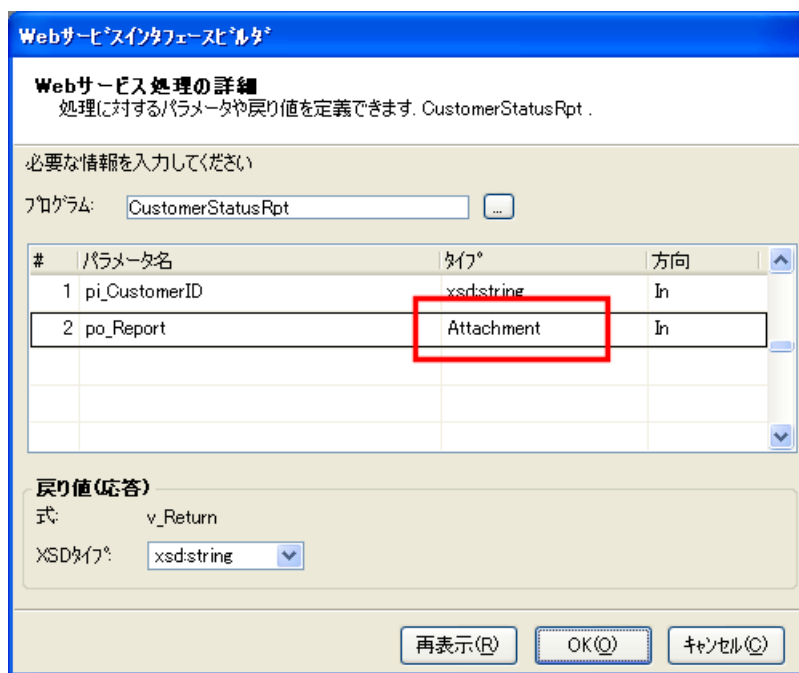 Webｻｰﾋﾞｽｲﾝﾀﾌｪｰｽﾋﾞﾙﾀﾞ
Webサービス処理の詳細
処理に対するパラメータや戻り値を定義できます. CustomerStatusRpt .
必要な情報を入力してください
ﾌﾟﾛｸﾞﾗﾑ: CustomerStatusRpt ...
# パラメータ名 ﾀｲﾌﾟ 方向
1 pi_CustomerID xsd:string In
2 po_Report Attachment In
戻り値(応答)
式: v_Return
XSDﾀｲﾌﾟ: xsd:string
再表示(R) OK(O) ｷｬﾝｾﾙ(C)